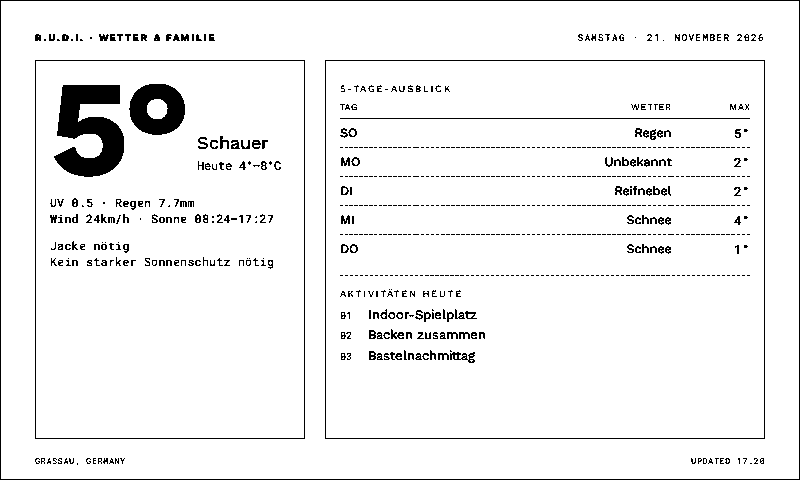 R.U.D.I. · WETTER & FAMILIE
SAMSTAG · 21. NOVEMBER 2026
5°
Schauer
Heute 4°–8°C
UV 0.5 · Regen 7.7mm
Wind 24km/h · Sonne 08:24–17:27
Jacke nötig
Kein starker Sonnenschutz nötig
5-TAGE-AUSBLICK
TAG WETTER MAX
SO Regen 5°
MO Unbekannt 2°
DI Reifnebel 2°
MI Schnee 4°
DO Schnee 1°
AKTIVITÄTEN HEUTE
01 Indoor-Spielplatz
02 Backen zusammen
03 Bastelnachmittag
GRASSAU, GERMANY
UPDATED 17.20